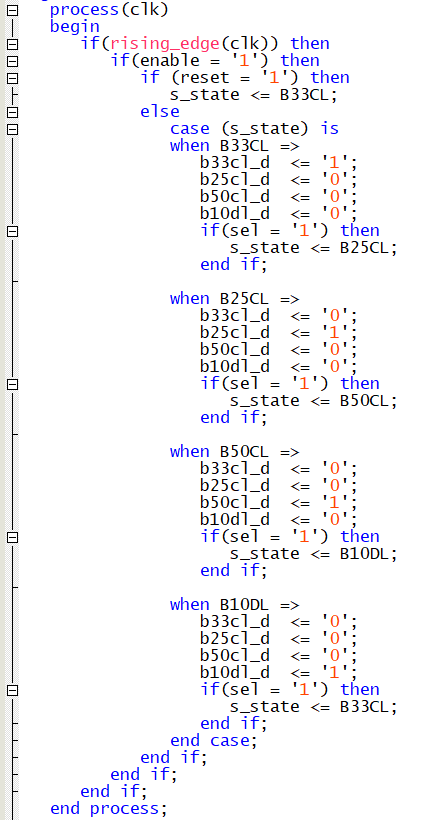 process(clk)
begin
if(rising_edge(clk)) then
if(enable = '1') then
if (reset = '1') then
s_state <= B33CL;
else
case (s_state) is
when B33CL =>
b33cl_d <= '1';
b25cl_d <= '0';
b50cl_d <= '0';
b10dl_d <= '0';
if(sel = '1') then
s_state <= B25CL;
end if;
when B25CL =>
b33cl_d <= '0';
b25cl_d <= '1';
b50cl_d <= '0';
b10dl_d <= '0';
if(sel = '1') then
s_state <= B50CL;
end if;
when B50CL =>
b33cl_d <= '0';
b25cl_d <= '0';
b50cl_d <= '1';
b10dl_d <= '0';
if(sel = '1') then
s_state <= B10DL;
end if;
when B10DL =>
b33cl_d <= '0';
b25cl_d <= '0';
b50cl_d <= '0';
b10dl_d <= '1';
if(sel = '1') then
s_state <= B33CL;
end if;
end case;
end if;
end if;
end if;
end process;